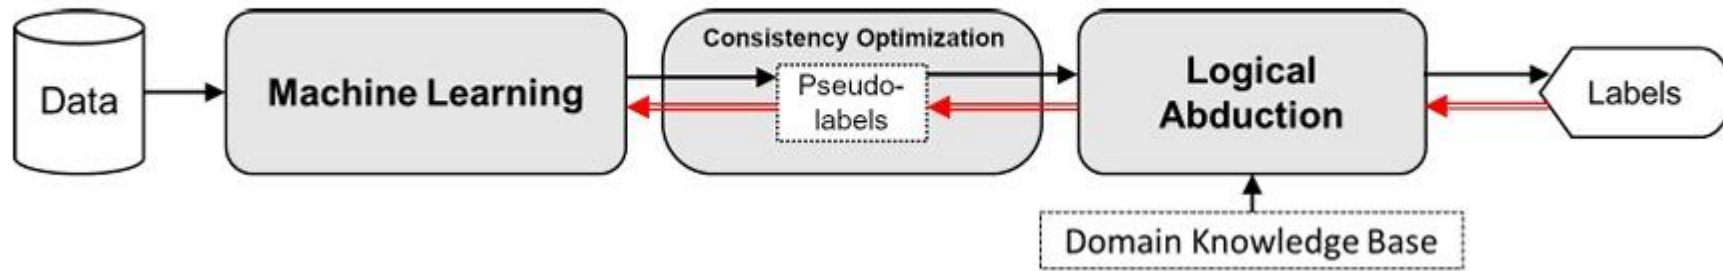 Data
Machine Learning
Consistency Optimization
Pseudo-
labels
Logical
Abduction
Labels
Domain Knowledge Base